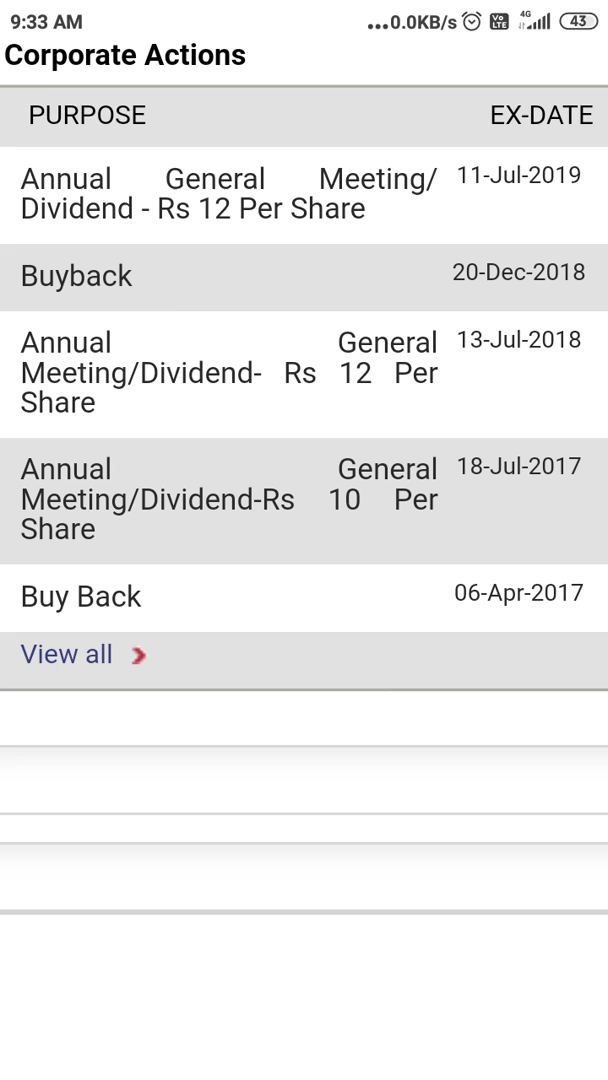 9:33 AM ...0.0KB/s Vo LTE 4G 43
Corporate Actions
PURPOSE EX-DATE
Annual General Meeting/ 11-Jul-2019
Dividend - Rs 12 Per Share
Buyback 20-Dec-2018
Annual General 13-Jul-2018
Meeting/Dividend- Rs 12 Per
Share
Annual General 18-Jul-2017
Meeting/Dividend-Rs 10 Per
Share
Buy Back 06-Apr-2017
View all